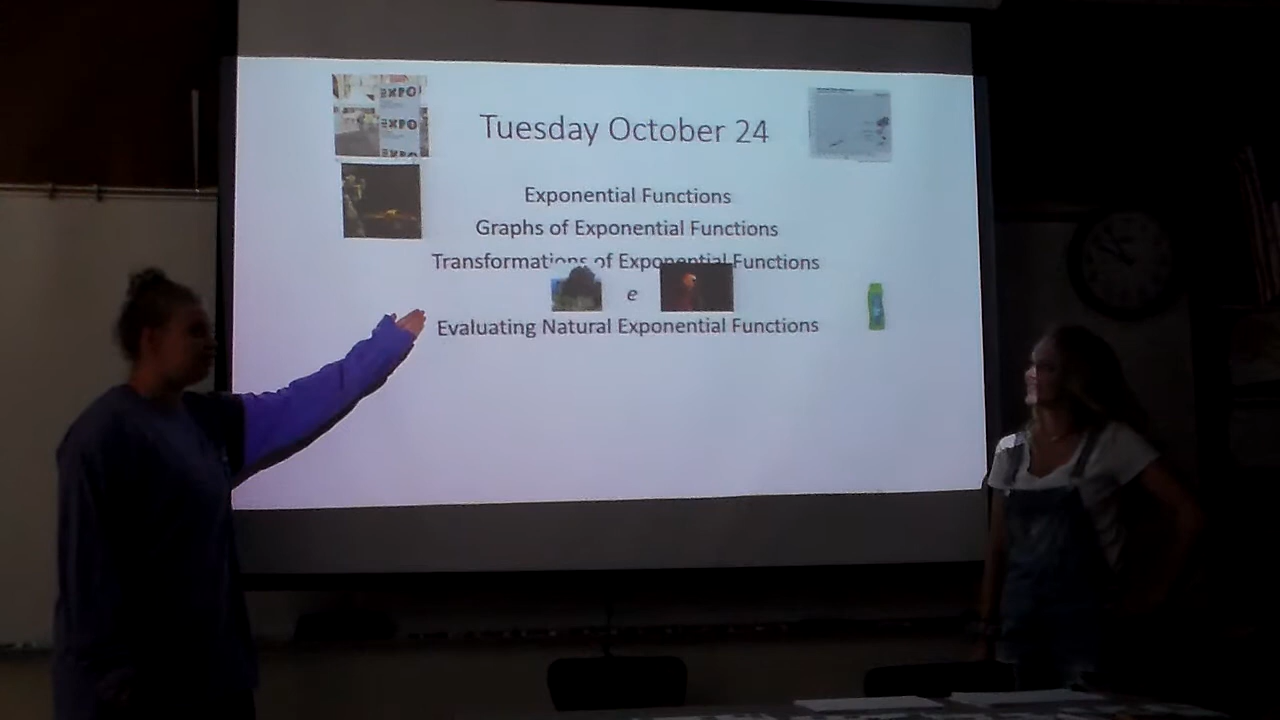 EXPO
EXPO
EXPO
Tuesday October 24
Exponential Functions
Graphs of Exponential Functions
Transformations of Exponential Functions
e
Evaluating Natural Exponential Functions